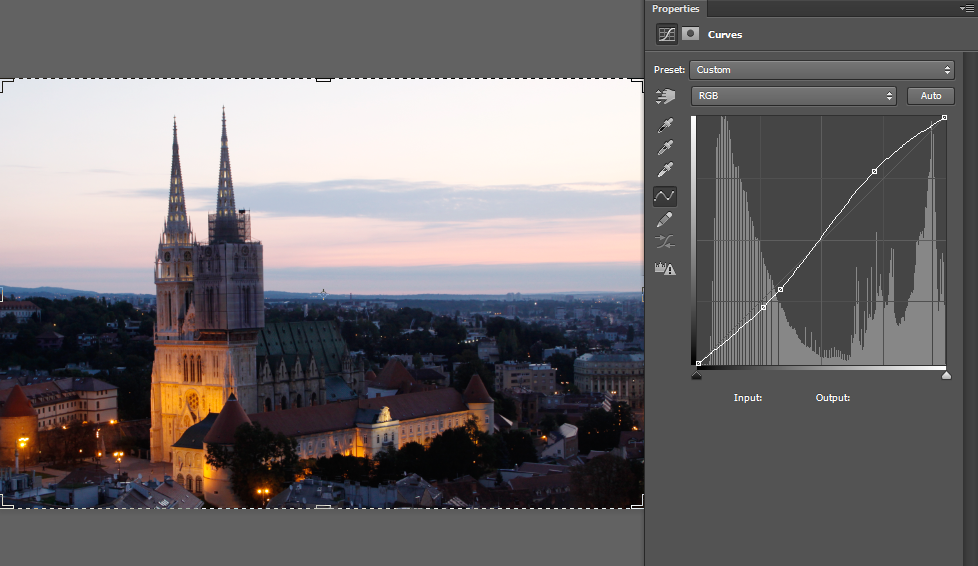 Properties
Curves
Preset: Custom
RGB Auto
Input: Output: